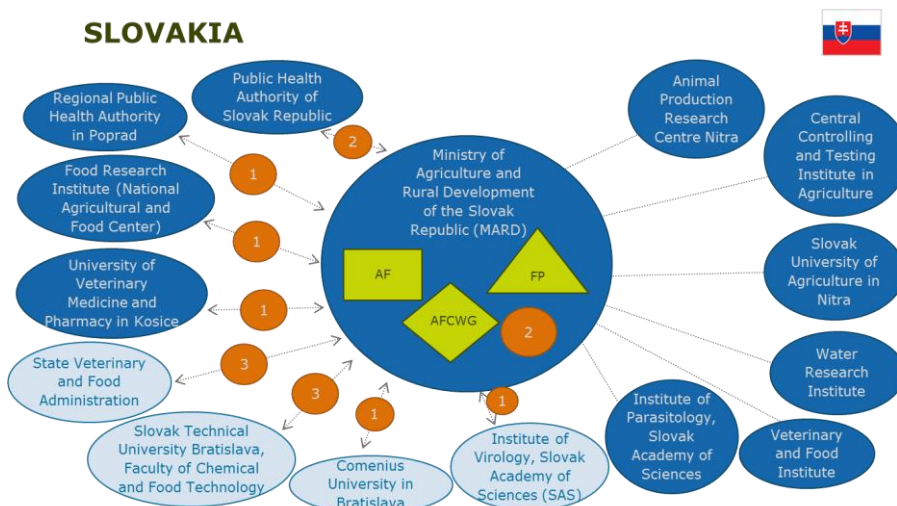 SLOVAKIA
Public Health
Authority of
Slovak Republic
Regional Public
Health Authority
in Poprad
Food Research
Institute (National
Agricultural and
Food Center)
University of
Veterinary
Medicine and
Pharmacy in Kosice
State Veterinary
and Food
Administration
Slovak Technical
University Bratislava,
Faculty of Chemical
and Food Technology
Comenius
University in
Bratislava
Institute of
Virology, Slovak
Academy of
Sciences (SAS)
2
1
1
1
3
3
1
1
Ministry of
Agriculture and
Rural Development
of the Slovak
Republic (MARD)
AF
FP
AFCWG
2
Animal
Production
Research
Centre Nitra
Central
Controlling
and Testing
Institute in
Agriculture
Slovak
University of
Agriculture in
Nitra
Water
Research
Institute
Veterinary
and Food
Institute
Institute of
Parasitology,
Slovak
Academy of
Sciences